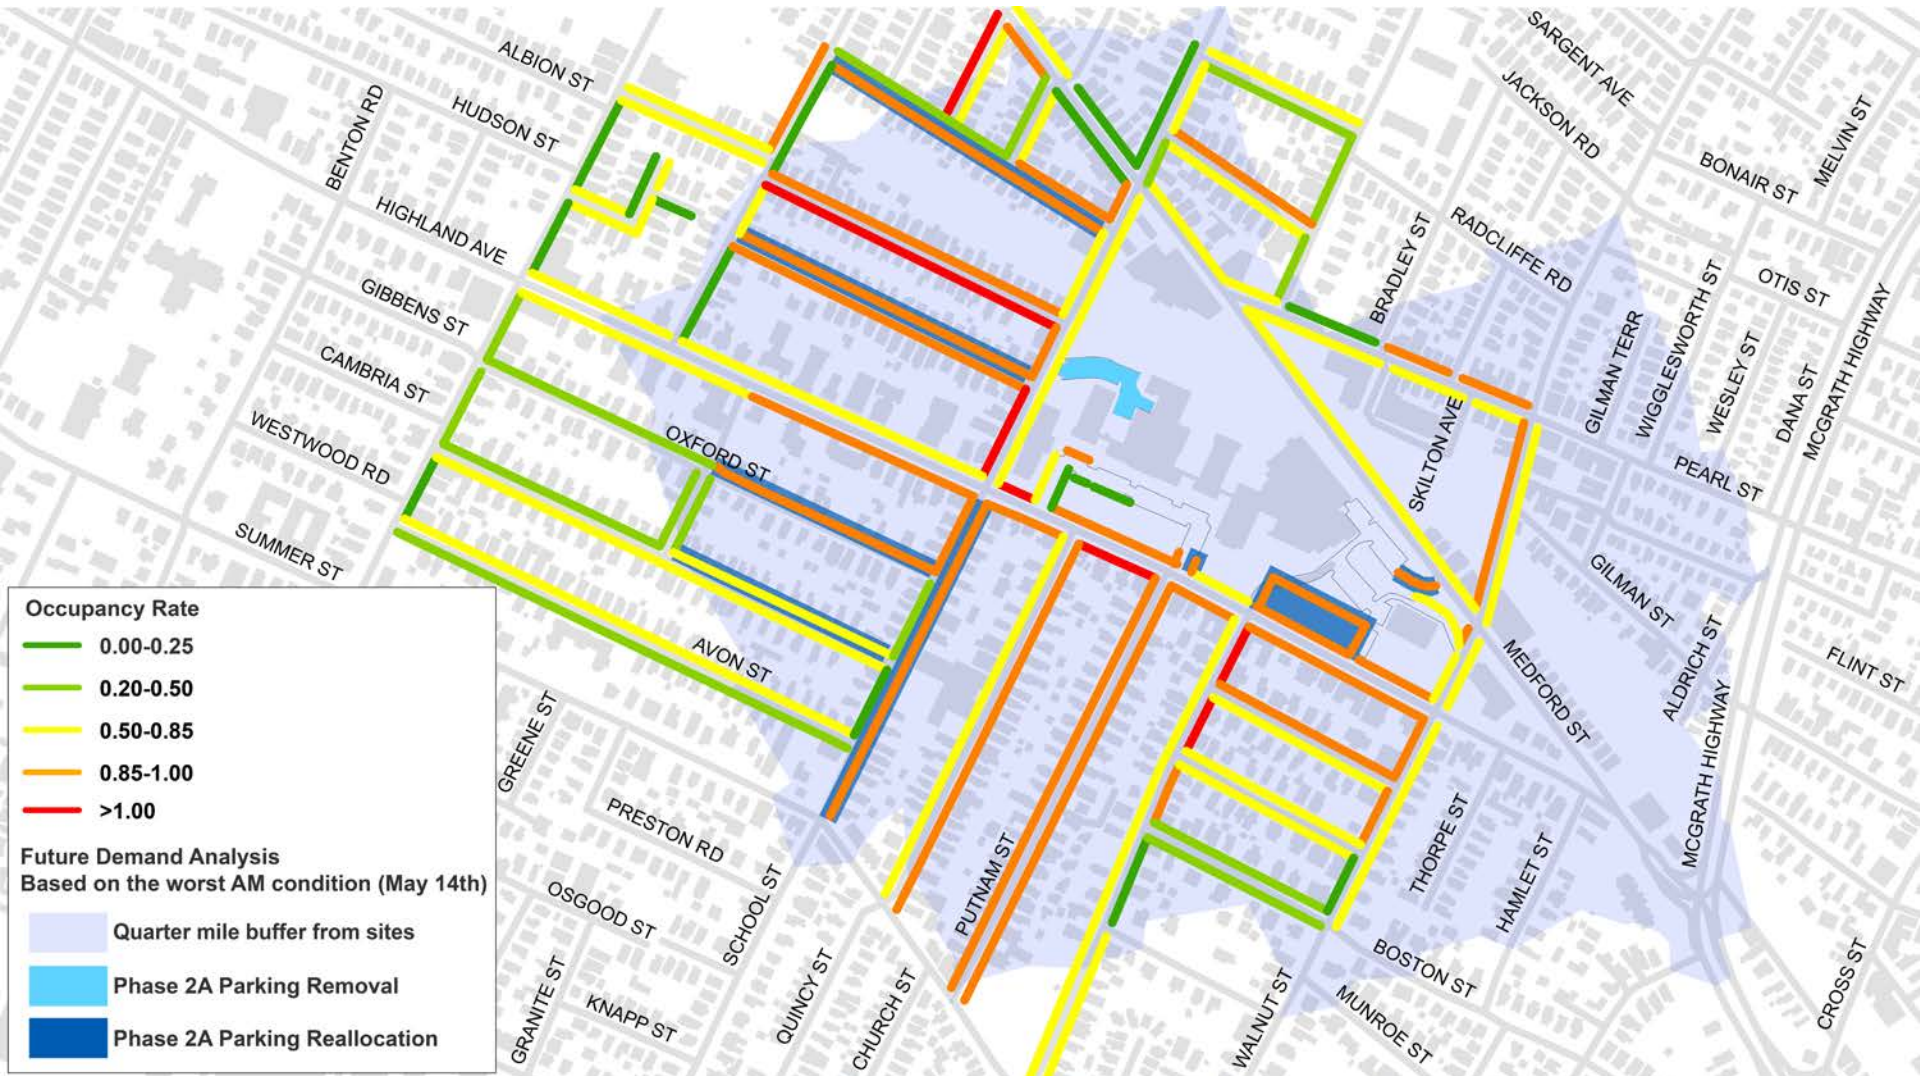 SARGENT AVE
ALBION ST
JACKSON RD
MELVIN ST
BENTON RD
HUDSON ST
BONAIR ST
HIGHLAND AVE
BRADLEY ST
RADCLIFFE RD
GIBBENS ST
OTIS ST
GILMAN TERR
WIGGLESWORTH ST
MCGRATH HIGHWAY
WESLEY ST
DANA ST
CAMBRIA ST
WESTWOOD RD
OXFORD ST
SKILTON AVE
PEARL ST
SUMMER ST
GILMAN ST
ALDRICH ST
AVON ST
MEDFORD ST
FLINT ST
GREENE ST
MCGRATH HIGHWAY
PRESTON RD
THORPE ST
HAMLET ST
PUTNAM ST
OSGOOD ST
SCHOOL ST
BOSTON ST
GRANITE ST
KNAPP ST
QUINCY ST
CHURCH ST
WALNUT ST
MUNROE ST
CROSS ST
Occupancy Rate
0.00-0.25
0.20-0.50
0.50-0.85
0.85-1.00
>1.00
Future Demand Analysis
Based on the worst AM condition (May 14th)
Quarter mile buffer from sites
Phase 2A Parking Removal
Phase 2A Parking Reallocation